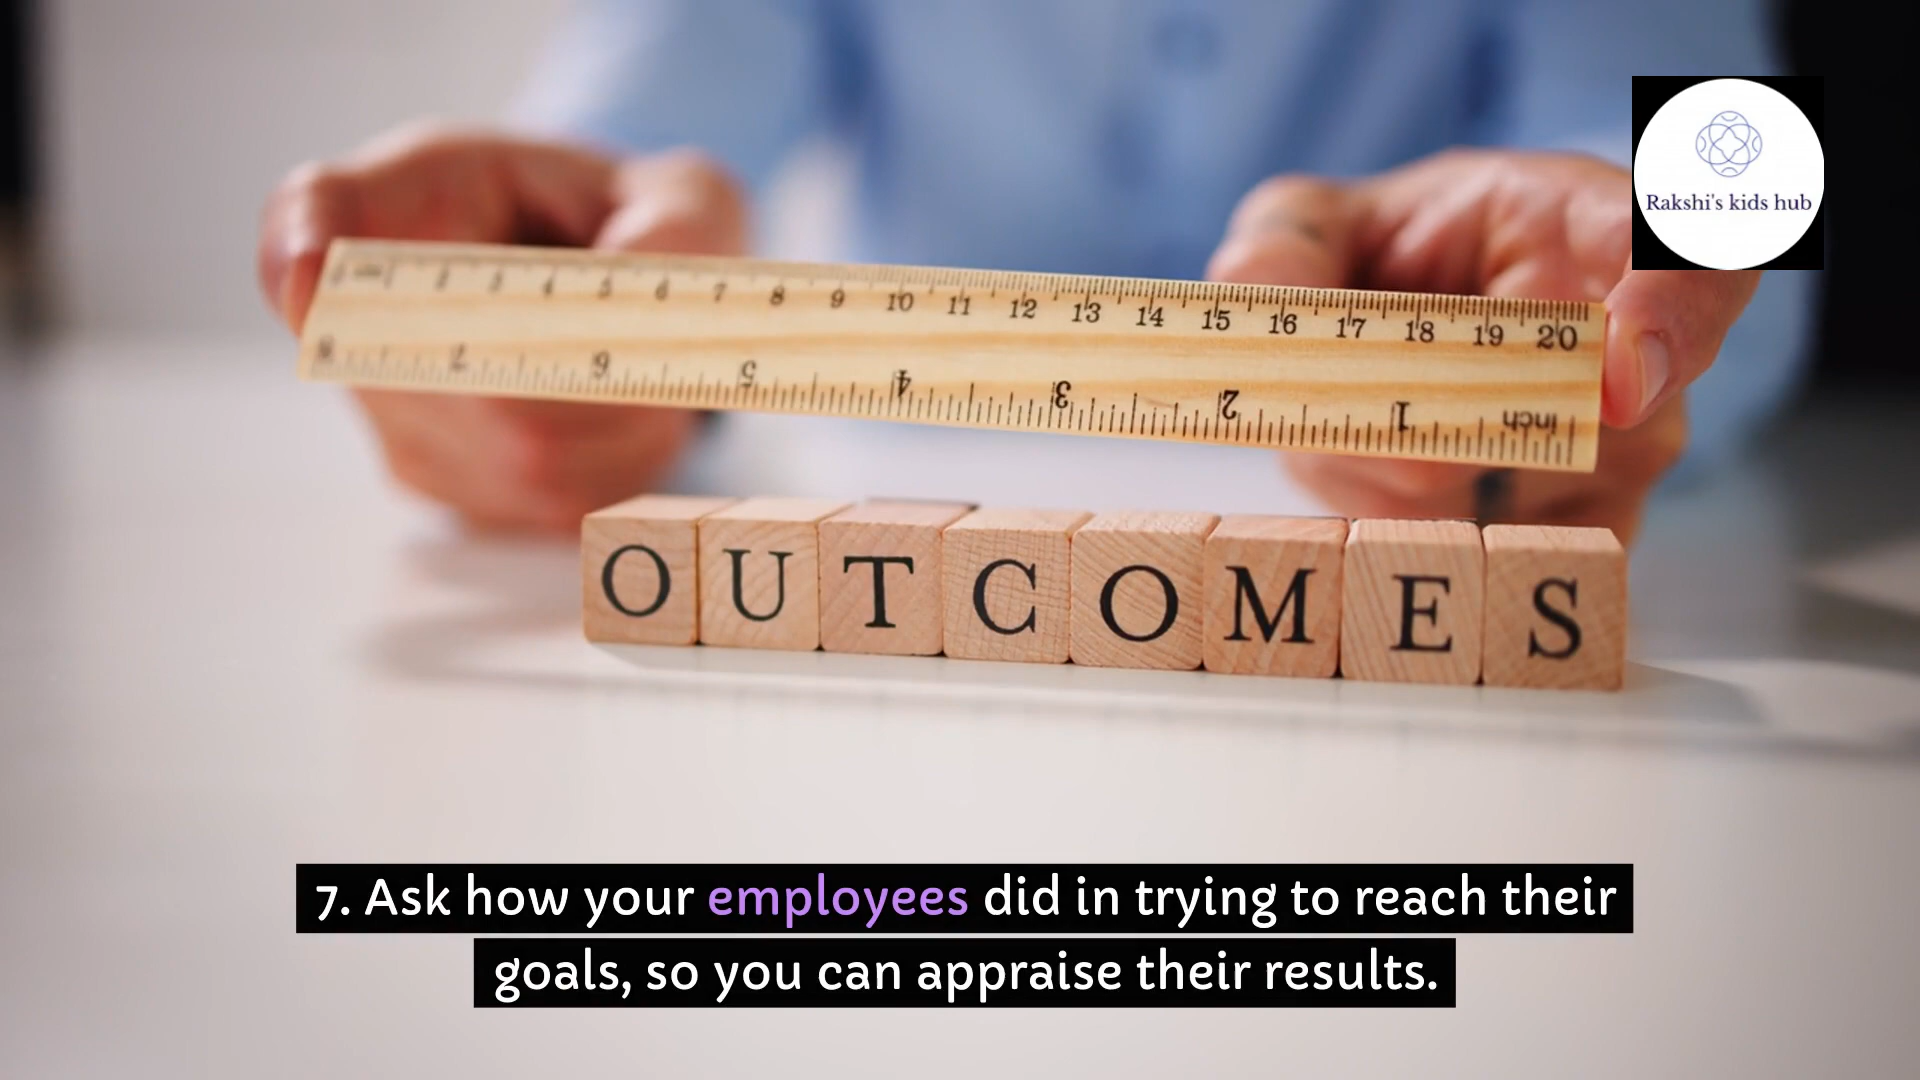 Rakshi's kids hub
2 3 4 5 6 7 8 9 10 11 12 13 14 15 16 17 18 19 20
8 7 6 5 4 3 2 1 inch
OUTCOMES
7. Ask how your employees did in trying to reach their
goals, so you can appraise their results.